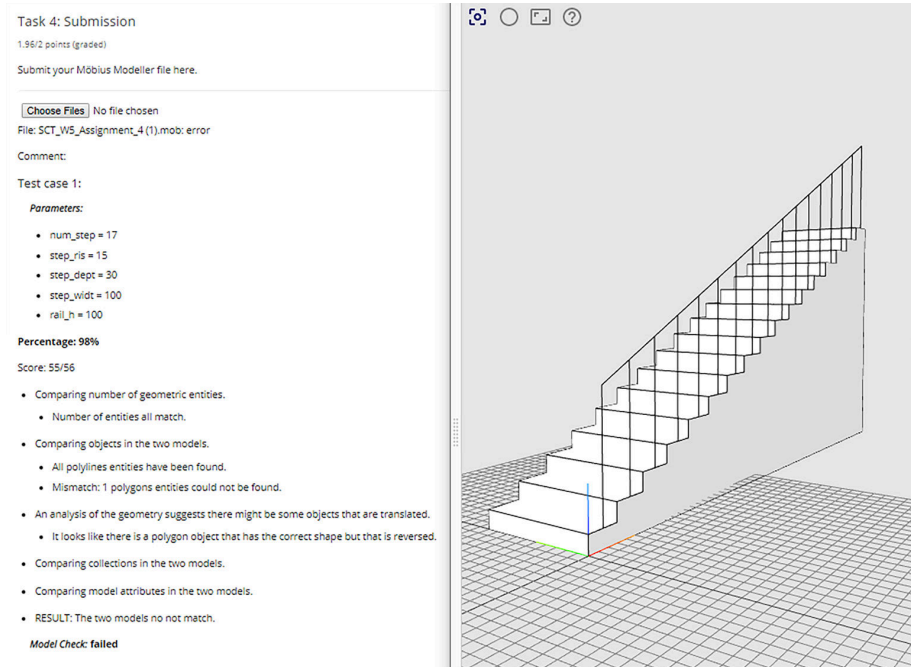 Task 4: Submission
1.96/2 points (graded)
Submit your Möbius Modeller file here.
Choose Files No file chosen
File: SCT_W5_Assignment_4 (1).mob: error
Comment:
Test case 1:
Parameters:
• num_step = 17
• step_ris = 15
• step_dept = 30
• step_widt = 100
• rail_h = 100
Percentage: 98%
Score: 55/56
• Comparing number of geometric entities.
• Number of entities all match.
• Comparing objects in the two models.
• All polylines entities have been found.
• Mismatch: 1 polygons entities could not be found.
• An analysis of the geometry suggests there might be some objects that are translated.
• It looks like there is a polygon object that has the correct shape but that is reversed.
• Comparing collections in the two models.
• Comparing model attributes in the two models.
• RESULT: The two models no not match.
Model Check: failed